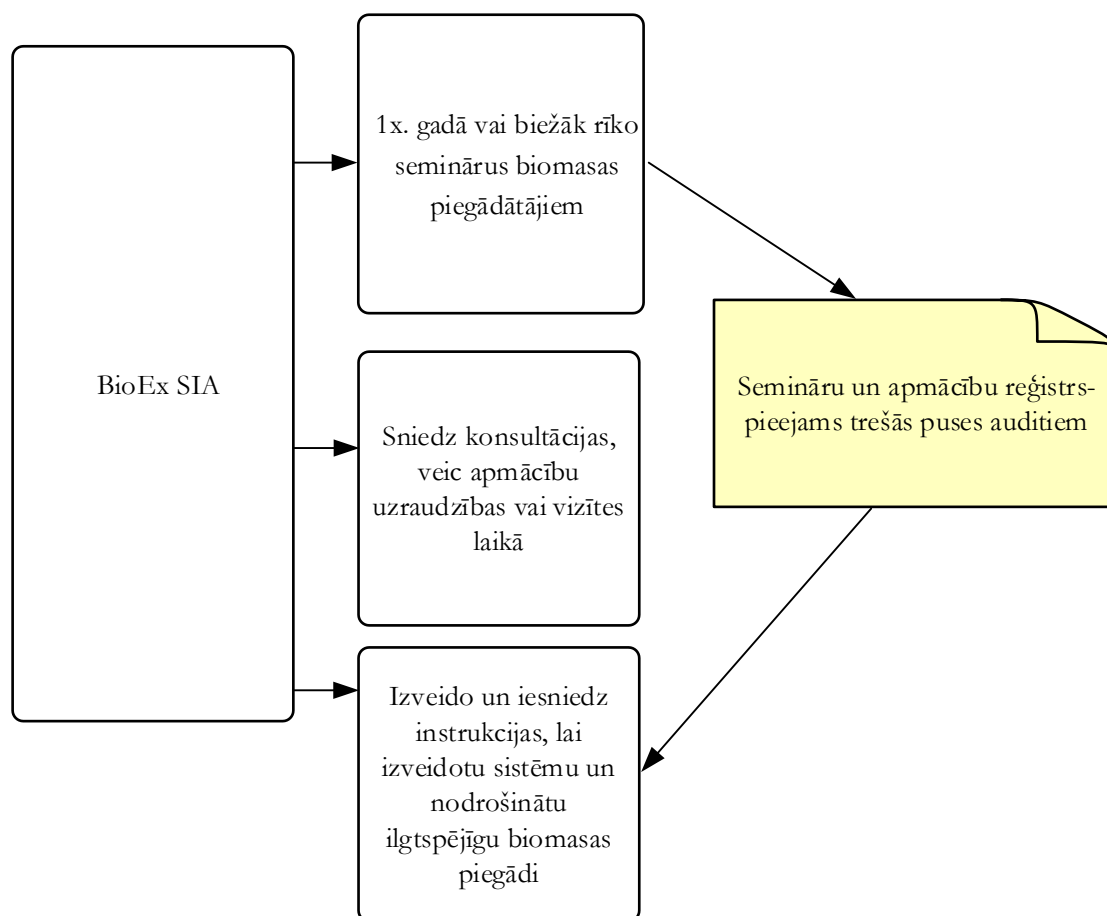 BioEx SIA
1x. gadā vai biežāk rīko
seminārus biomasas
piegādātājiem
Sniedz konsultācijas,
veic apmācību
uzraudzības vai vizītes
laikā
Izveido un iesniedz
instrukcijas, lai
izveidotu sistēmu un
nodrošinātu
ilgtspējīgu biomasas
piegādi
Semināru un apmācību reģistrs-
pieejams trešās puses auditiem